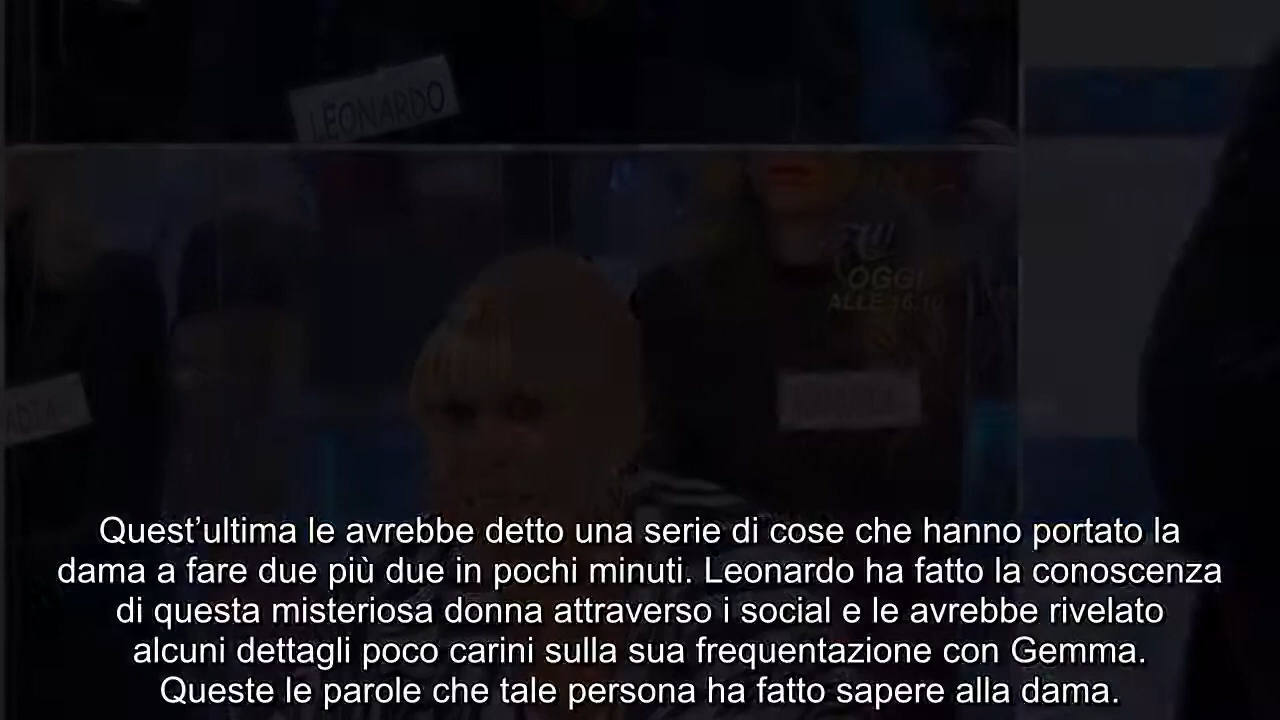 LEONARDO
OGGI
ALLE 16.10
Quest’ultima le avrebbe detto una serie di cose che hanno portato la
dama a fare due più due in pochi minuti. Leonardo ha fatto la conoscenza
di questa misteriosa donna attraverso i social e le avrebbe rivelato
alcuni dettagli poco carini sulla sua frequentazione con Gemma.
Queste le parole che tale persona ha fatto sapere alla dama.